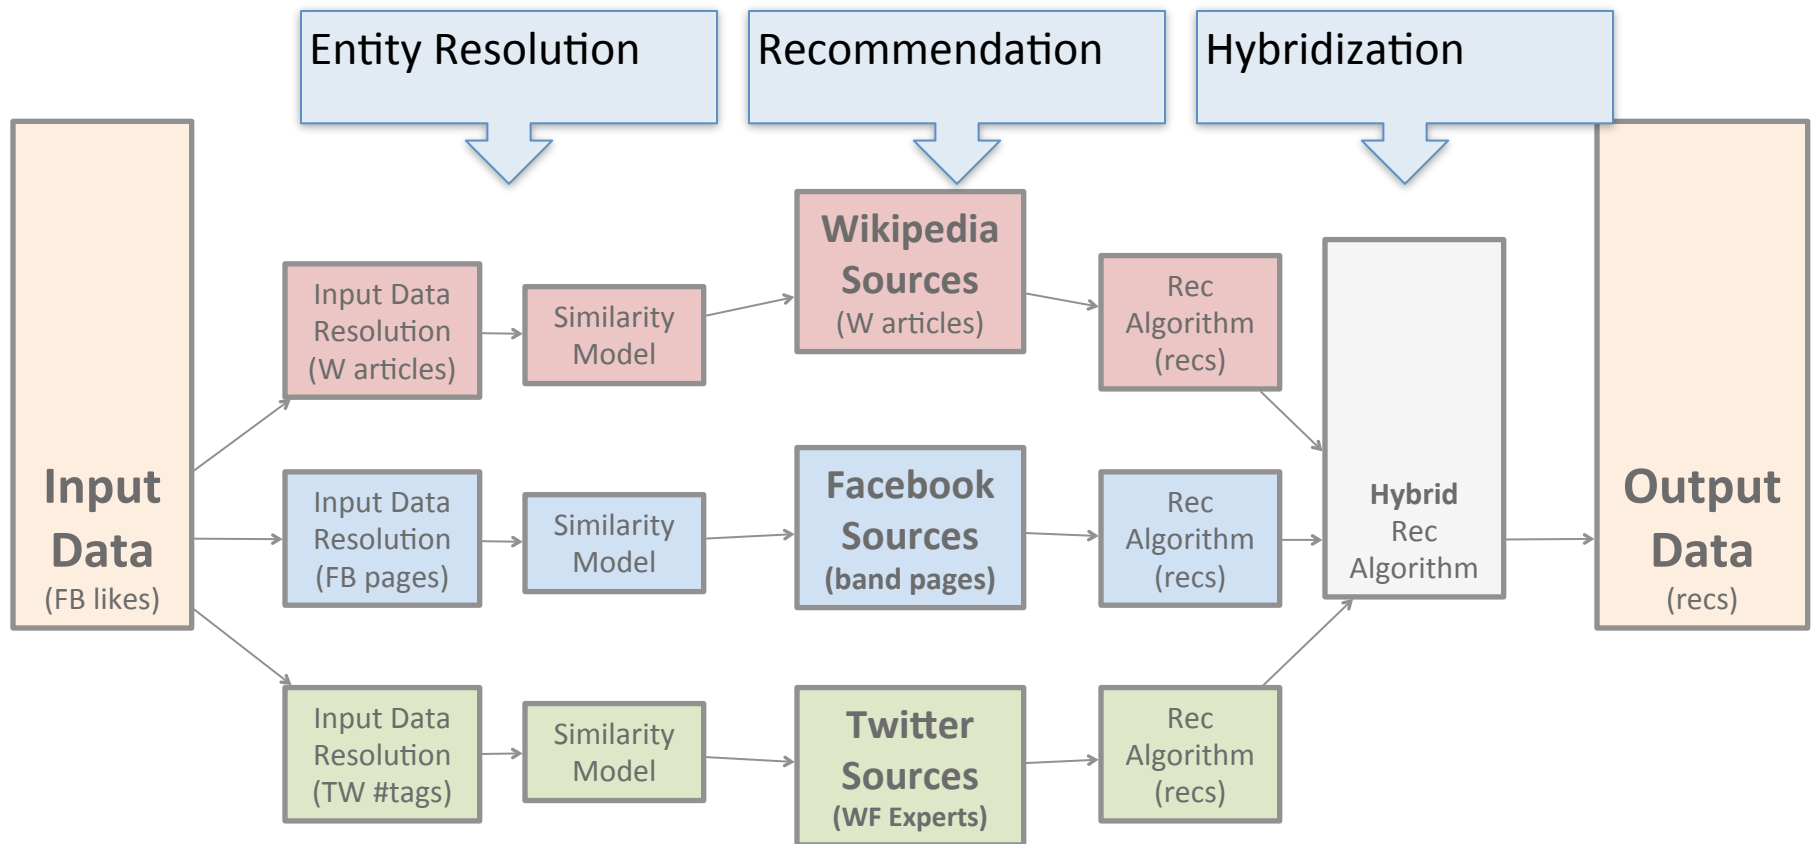 Entity Resolution
Recommendation
Hybridization
Input
Data
(FB likes)
Input Data
Resolution
(W articles)
Similarity
Model
Wikipedia
Sources
(W articles)
Rec
Algorithm
(recs)
Input Data
Resolution
(FB pages)
Similarity
Model
Facebook
Sources
(band pages)
Rec
Algorithm
(recs)
Input Data
Resolution
(TW #tags)
Similarity
Model
Twitter
Sources
(WF Experts)
Rec
Algorithm
(recs)
Hybrid
Rec
Algorithm
Output
Data
(recs)